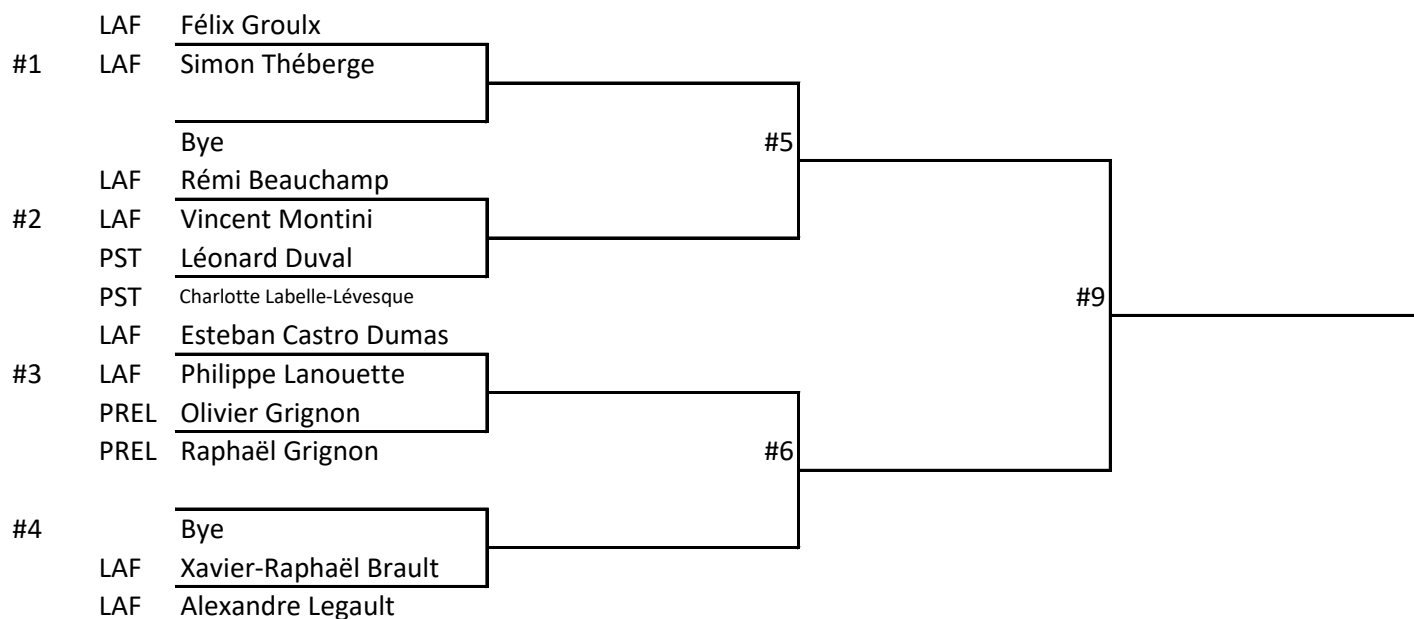 LAF Félix Groulx
#1 LAF Simon Théberge
Bye #5
LAF Rémi Beauchamp
#2 LAF Vincent Montini
PST Léonard Duval
PST Charlotte Labelle-Lévesque #9
LAF Esteban Castro Dumas
#3 LAF Philippe Lanouette
PREL Olivier Grignon
PREL Raphaël Grignon #6
#4 Bye
LAF Xavier-Raphaël Brault
LAF Alexandre Legault